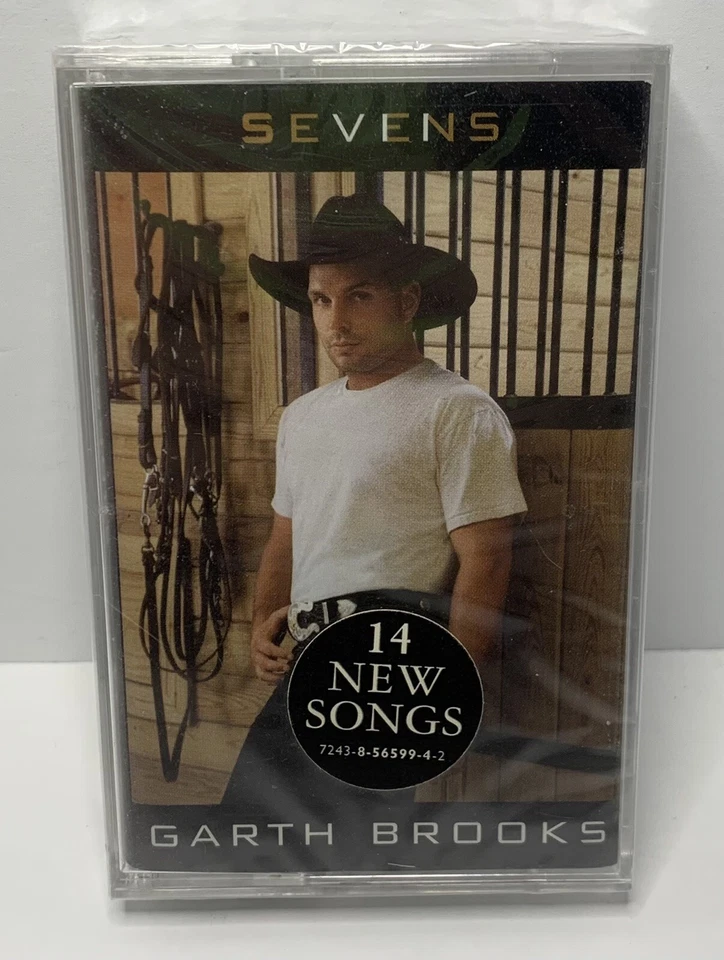 SEVENS
14
NEW
SONGS
7243-8-56599-4-2
GARTH BROOKS